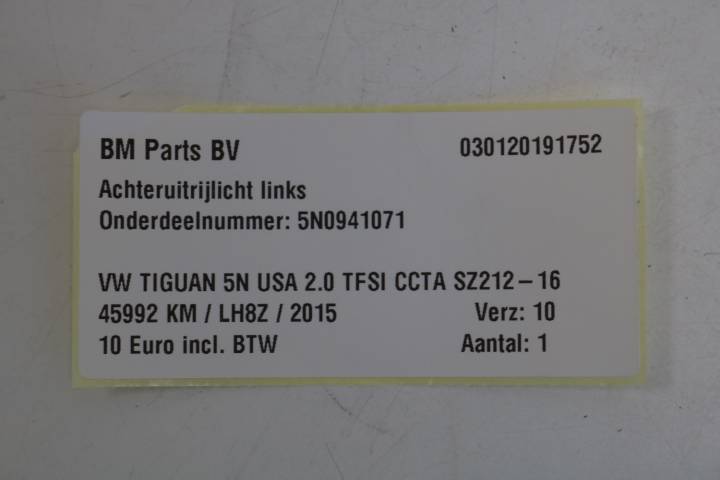 BM Parts BV 030120191752
Achteruitrijlicht links
Onderdeelnummer: 5N0941071
VW TIGUAN 5N USA 2.0 TFSI CCTA SZ212-16
45992 KM / LH8Z / 2015 Verz: 10
10 Euro incl. BTW Aantal: 1